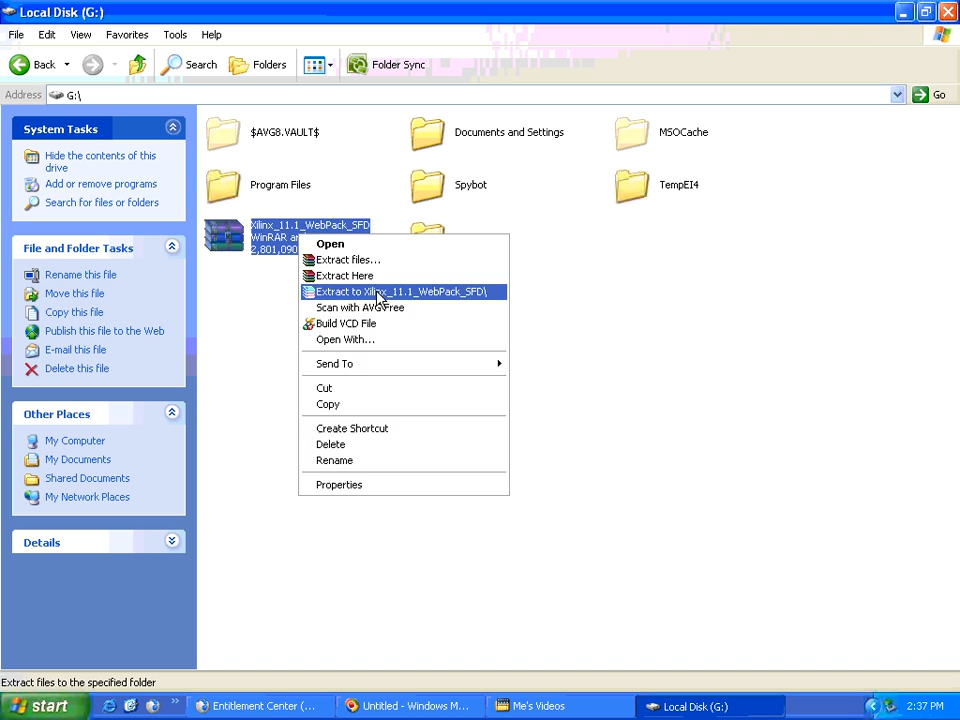 Local Disk (G:)
File Edit View Favorites Tools Help
Back Search Folders Folder Sync
Address G:\ Go
System Tasks
Hide the contents of this
drive
Add or remove programs
Search for files or folders
File and Folder Tasks
Rename this file
Move this file
Copy this file
Publish this file to the Web
E-mail this file
Delete this file
Other Places
My Computer
My Documents
Shared Documents
My Network Places
Details
$AVG8.VAULT$ Documents and Settings MSOCache
Program Files Spybot TempEI4
Xilinx_11.1_WebPack_SFD
WinRAR
2,801,090
Open
Extract files...
Extract Here
Extract to Xilinx_11.1_WebPack_SFD\
Scan with AVG Free
Build VCD File
Open With...
Send To
Cut
Copy
Create Shortcut
Delete
Rename
Properties
Extract files to the specified folder
start Entitlement Center (... Untitled - Windows M... Me's Videos Local Disk (G:) 2:37 PM